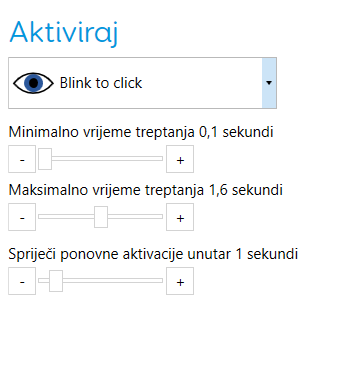 Aktiviraj
Blink to click
Minimalno vrijeme treptanja 0,1 sekundi
- +
Maksimalno vrijeme treptanja 1,6 sekundi
- +
Spriječi ponovne aktivacije unutar 1 sekundi
- +